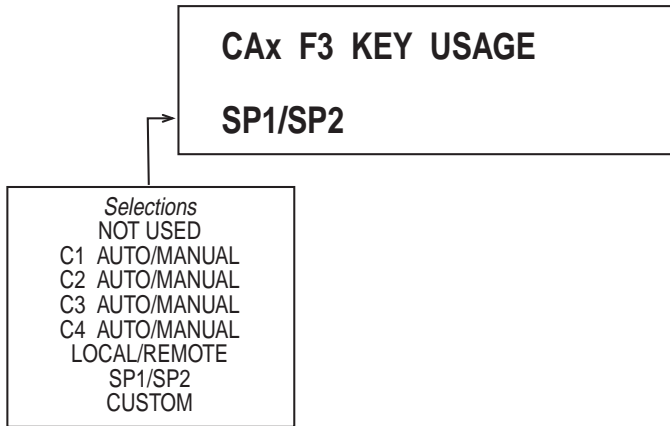 CAx F3 KEY USAGE
SP1/SP2
Selections
NOT USED
C1 AUTO/MANUAL
C2 AUTO/MANUAL
C3 AUTO/MANUAL
C4 AUTO/MANUAL
LOCAL/REMOTE
SP1/SP2
CUSTOM